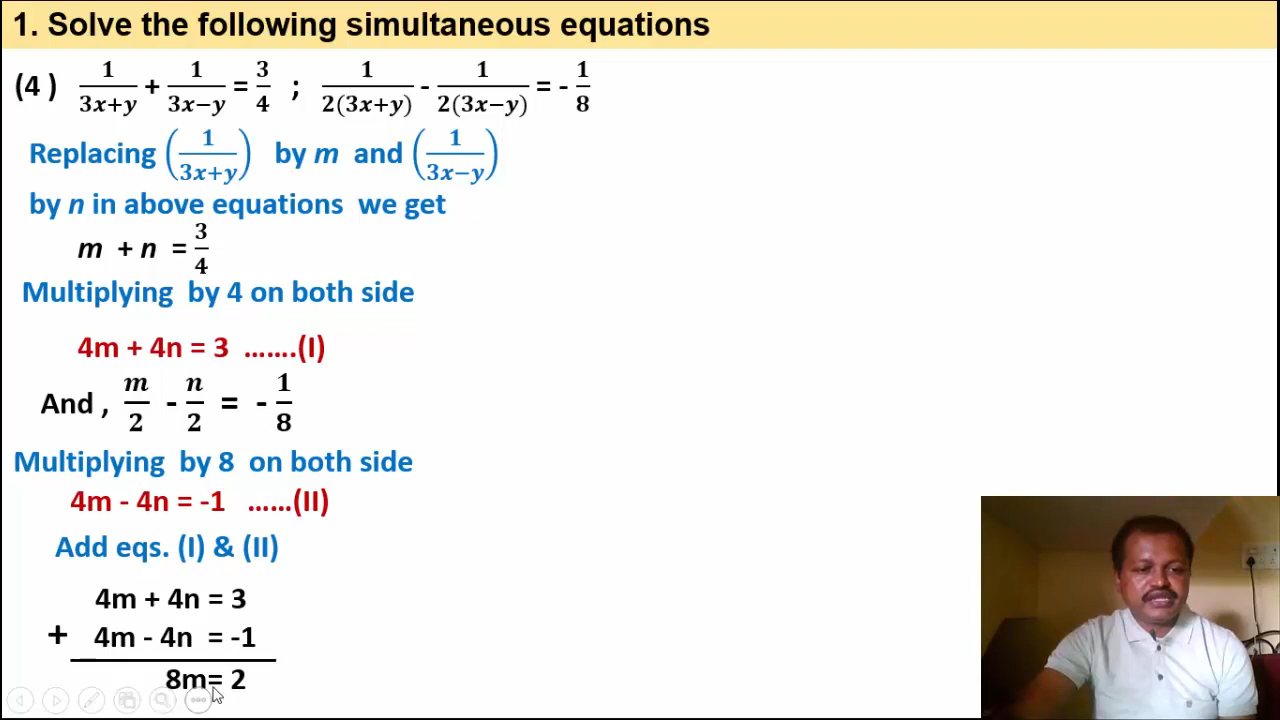 1. Solve the following simultaneous equations
(4 ) 1/(3x+y) + 1/(3x−y) = 3/4 ; 1/(2(3x+y)) - 1/(2(3x−y)) = - 1/8
Replacing (1/(3x+y)) by m and (1/(3x−y))
by n in above equations we get
m + n = 3/4
Multiplying by 4 on both side
4m + 4n = 3 …….(I)
And , m/2 - n/2 = - 1/8
Multiplying by 8 on both side
4m - 4n = -1 ……(II)
Add eqs. (I) & (II)
4m + 4n = 3
+ 4m - 4n = -1
8m= 2